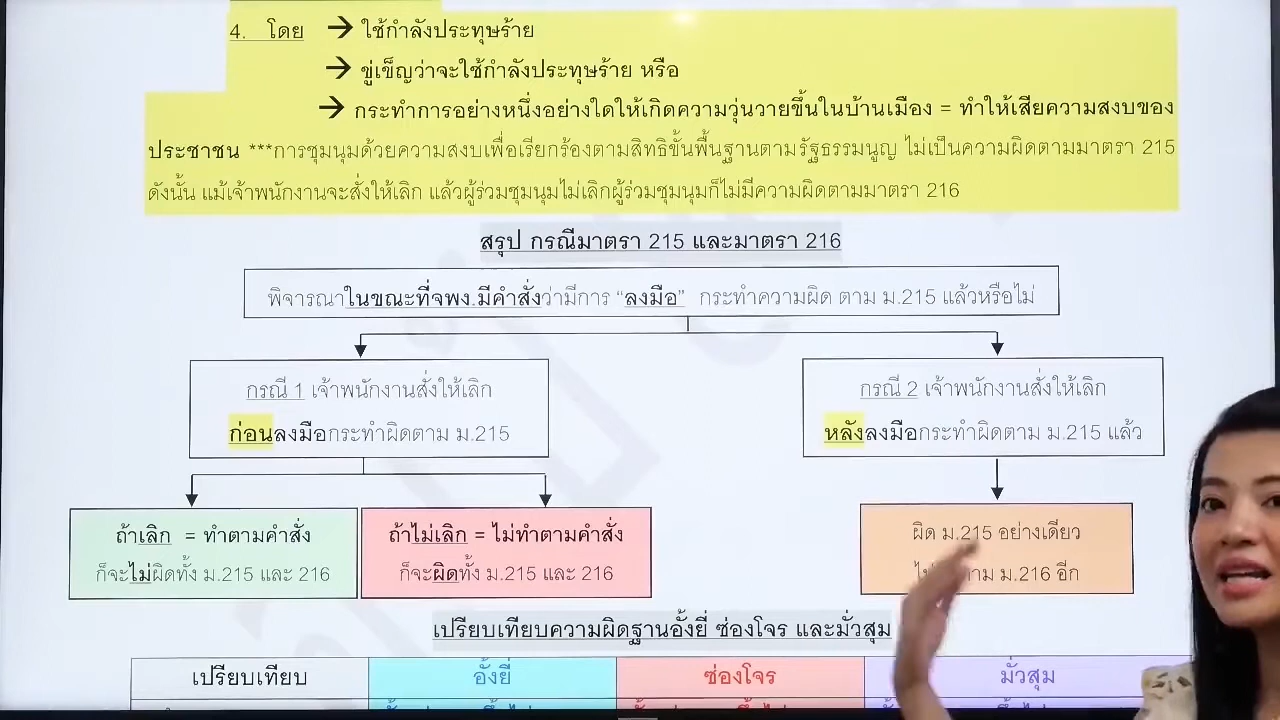 4. โดย → ใช้กำลังประทุษร้าย
→ ขู่เข็ญว่าจะใช้กำลังประทุษร้าย หรือ
→ กระทำการอย่างหนึ่งอย่างใดให้เกิดความวุ่นวายขึ้นในบ้านเมือง = ทำให้เสียความสงบของ
ประชาชน ***การชุมนุมด้วยความสงบเพื่อเรียกร้องตามสิทธิขั้นพื้นฐานตามรัฐธรรมนูญ ไม่เป็นความผิดตามมาตรา 215
ดังนั้น แม้เจ้าพนักงานจะสั่งให้เลิก แล้วผู้ร่วมชุมนุมไม่เลิกผู้ร่วมชุมนุมก็ไม่มีความผิดตามมาตรา 216
สรุป กรณีมาตรา 215 และมาตรา 216
พิจารณาในขณะที่จพง.มีคำสั่งว่ามีการ “ลงมือ” กระทำความผิด ตาม ม.215 แล้วหรือไม่
กรณี 1 เจ้าพนักงานสั่งให้เลิก
ก่อนลงมือกระทำผิดตาม ม.215
กรณี 2 เจ้าพนักงานสั่งให้เลิก
หลังลงมือกระทำผิดตาม ม.215 แล้ว
ถ้าเลิก = ทำตามคำสั่ง
ก็จะไม่ผิดทั้ง ม.215 และ 216
ถ้าไม่เลิก = ไม่ทำตามคำสั่ง
ก็จะผิดทั้ง ม.215 และ 216
ผิด ม.215 อย่างเดียว
ตาม ม.216 อีก
เปรียบเทียบความผิดฐานอั้งยี่ ซ่องโจร และมั่วสุม
เปรียบเทียบ อั้งยี่ ซ่องโจร มั่วสุม